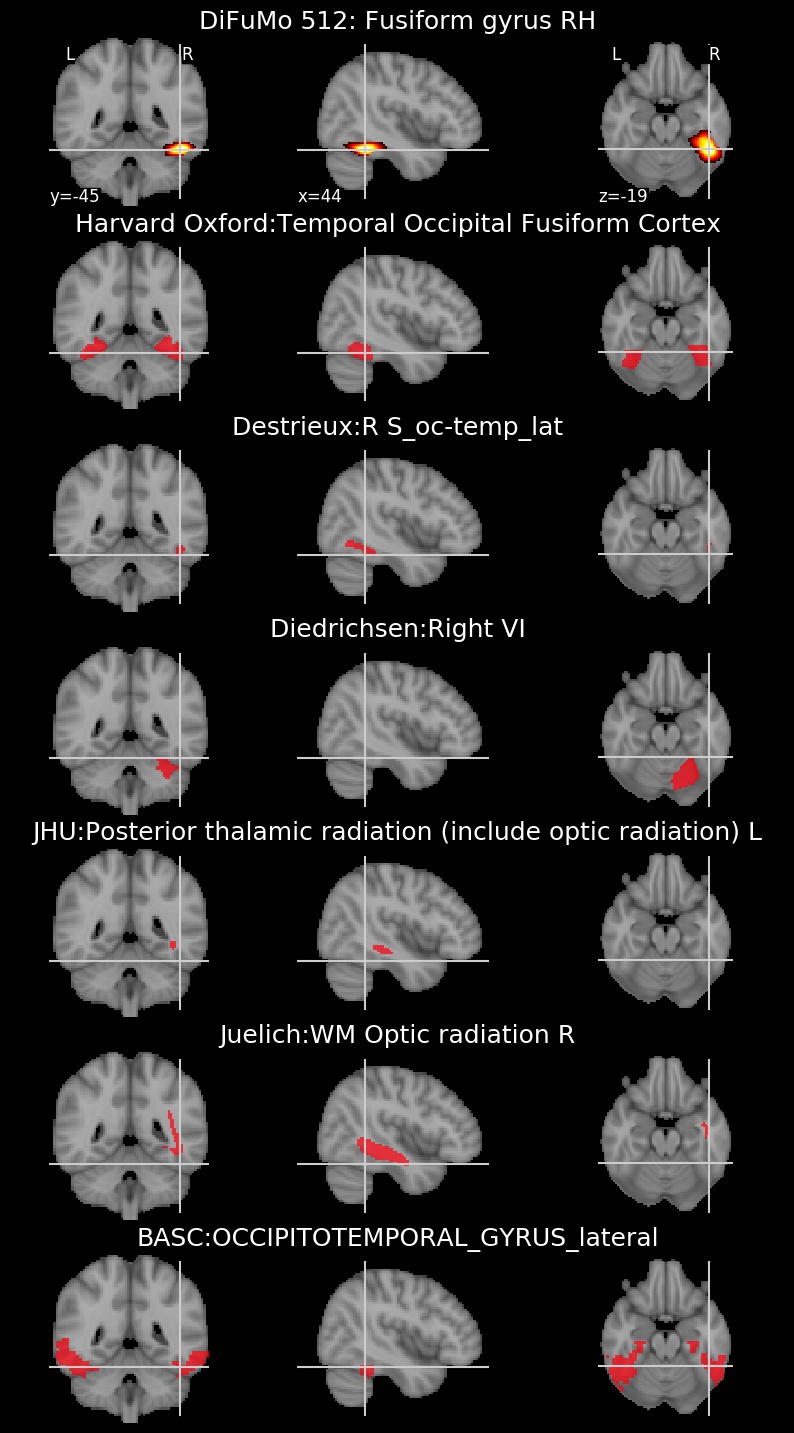 DiFuMo 512: Fusiform gyrus RH
L R L R
y=-45 x=44 z=-19
Harvard Oxford:Temporal Occipital Fusiform Cortex
Destrieux:R S_oc-temp_lat
Diedrichsen:Right VI
JHU:Posterior thalamic radiation (include optic radiation) L
Juelich:WM Optic radiation R
BASC:OCCIPITOTEMPORAL_GYRUS_lateral